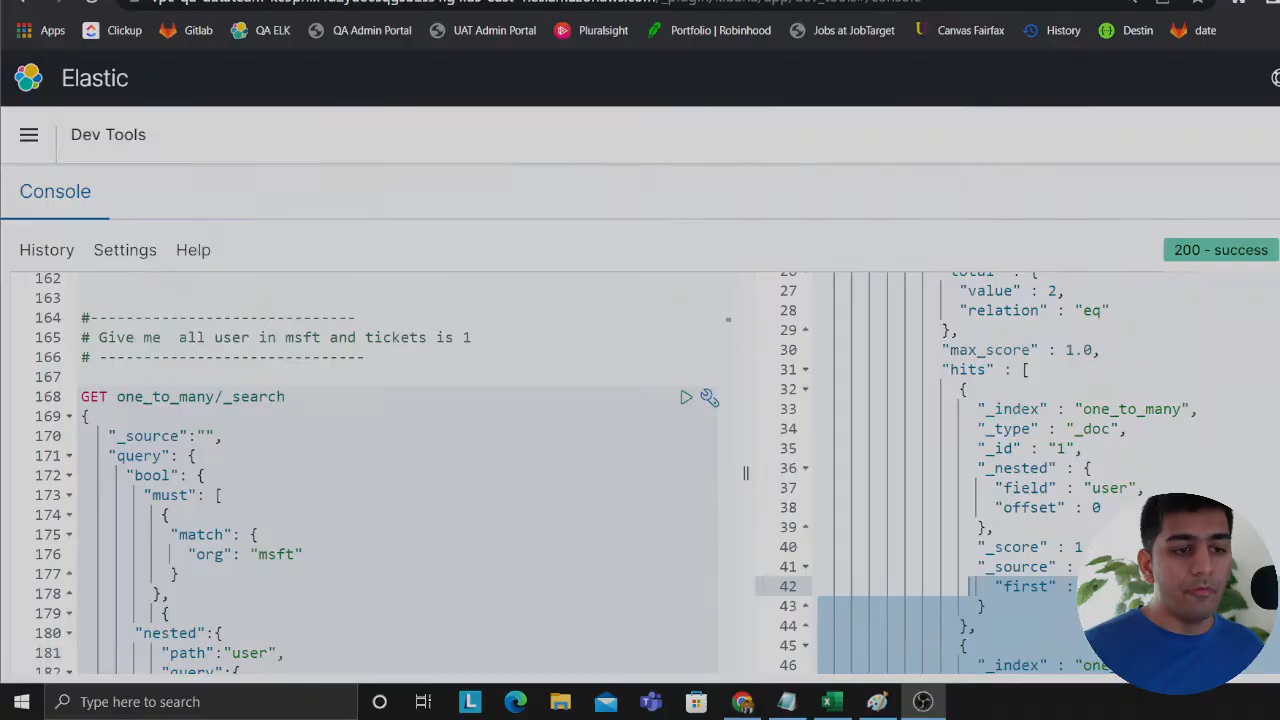 Apps Clickup Gitlab QA ELK QA Admin Portal UAT Admin Portal Pluralsight Portfolio | Robinhood Jobs at JobTarget Canvas Fairfax History Destin date
Elastic
Dev Tools
Console
History Settings Help
200 - success
162
163
164 #-----------------------------
165 # Give me  all user in msft and tickets is 1
166 # -----------------------------
167
168 GET one_to_many/_search
169 {
170 "_source":"",
171 "query": {
172 "bool": {
173 "must": [
174 {
175 "match": {
176 "org": "msft"
177 }
178 },
179 {
180 "nested":{
181 "path":"user",
182 "query":{
26 "total" : {
27 "value" : 2,
28 "relation" : "eq"
29 },
30 "max_score" : 1.0,
31 "hits" : [
32 {
33 "_index" : "one_to_many",
34 "_type" : "_doc",
35 "_id" : "1",
36 "_nested" : {
37 "field" : "user",
38 "offset" : 0
39 },
40 "_score" : 1
41 "_source" :
42 "first" :
43 }
44 },
45 {
46 "_index" :
Type here to search